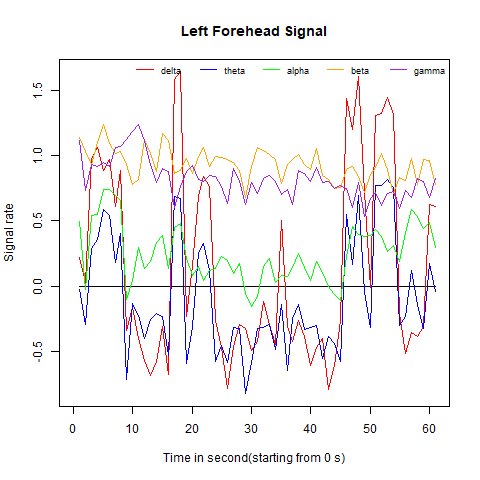 Left Forehead Signal
delta theta alpha beta gamma
Signal rate
1.5
1.0
0.5
0.0
-0.5
0 10 20 30 40 50 60
Time in second(starting from 0 s)